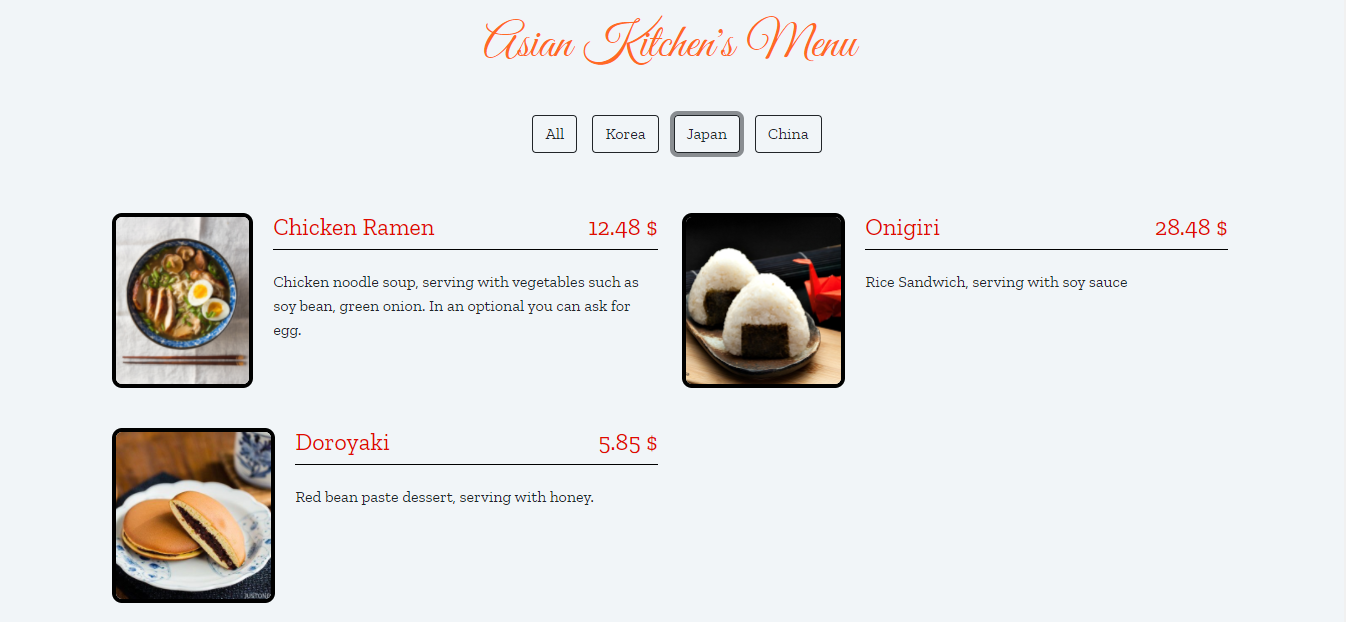 Asian Kitchen's Menu
All Korea Japan China
Chicken Ramen 12.48 $
Chicken noodle soup, serving with vegetables such as
soy bean, green onion. In an optional you can ask for
egg.
Onigiri 28.48 $
Rice Sandwich, serving with soy sauce
Doroyaki 5.85 $
Red bean paste dessert, serving with honey.